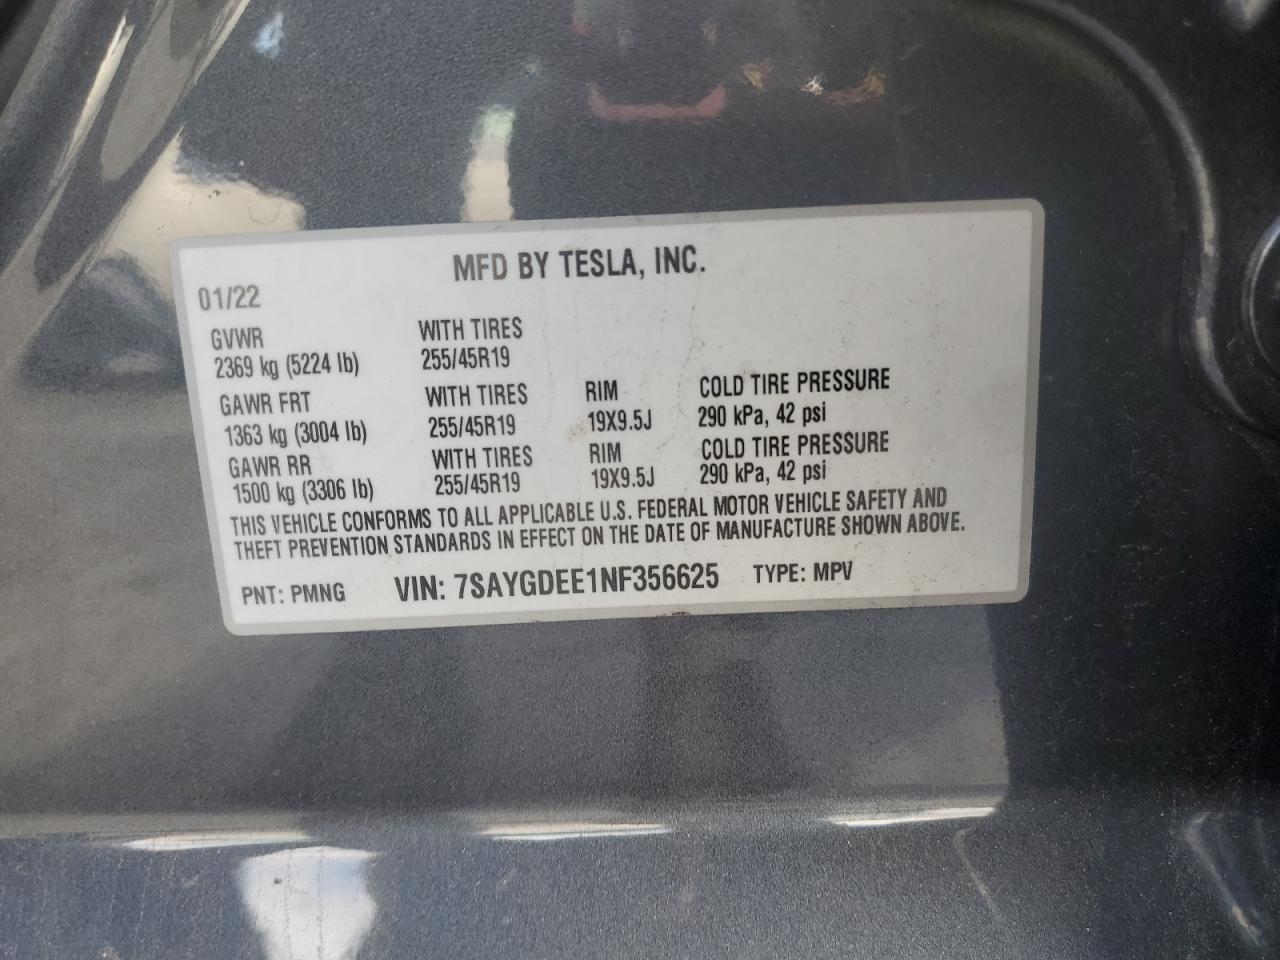 MFD BY TESLA, INC.
01/22
GVWR WITH TIRES
2369 kg (5224 lb) 255/45R19
GAWR FRT WITH TIRES RIM COLD TIRE PRESSURE
1363 kg (3004 lb) 255/45R19 19X9.5J 290 kPa, 42 psi
GAWR RR WITH TIRES RIM COLD TIRE PRESSURE
1500 kg (3306 lb) 255/45R19 19X9.5J 290 kPa, 42 psi
THIS VEHICLE CONFORMS TO ALL APPLICABLE U.S. FEDERAL MOTOR VEHICLE SAFETY AND
THEFT PREVENTION STANDARDS IN EFFECT ON THE DATE OF MANUFACTURE SHOWN ABOVE.
PNT: PMNG VIN: 7SAYGDEE1NF356625 TYPE: MPV